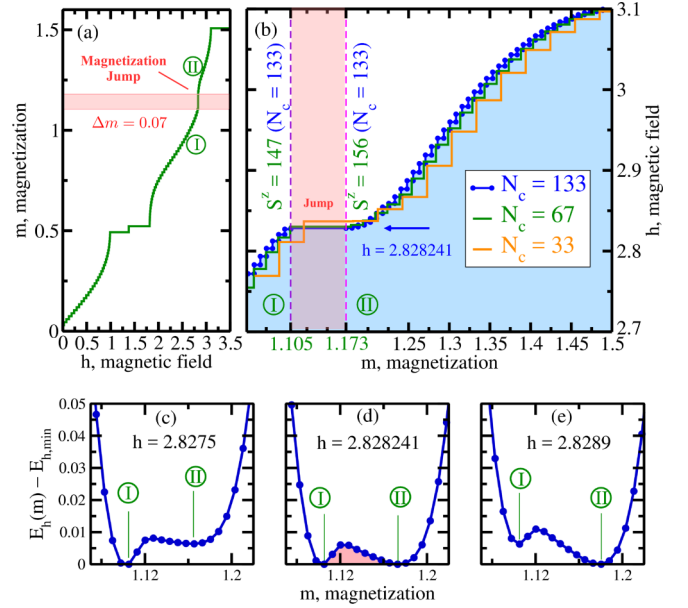 (a)
1.5
1
0.5
0
m, magnetization
Magnetization
Jump
II
Δm = 0.07
I
0 0.5 1 1.5 2 2.5 3 3.5
h, magnetic field
(b)
S^z = 147 (N_c = 133)
S^z = 156 (N_c = 133)
Jump
h = 2.828241
N_c = 133
N_c = 67
N_c = 33
I
II
3.1
3
2.9
2.8
2.7
h, magnetic field
1.105 1.173 1.25 1.3 1.35 1.4 1.45 1.5
m, magnetization
E_h(m) − E_h,min
0.05
0.04
0.03
0.02
0.01
0
(c)
h = 2.8275
I
II
1.12 1.2
(d)
h = 2.828241
I
II
1.12 1.2
(e)
h = 2.8289
I
II
1.12 1.2
m, magnetization